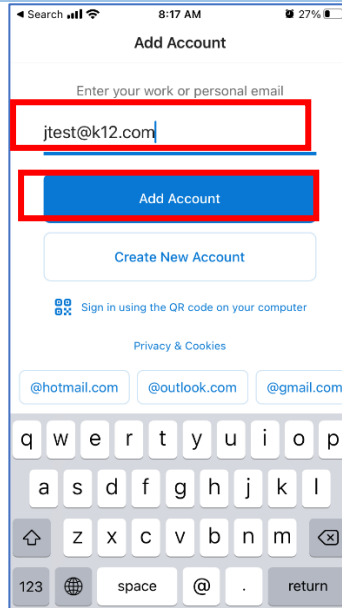 Search 8:17 AM 27%
Add Account
Enter your work or personal email
jtest@k12.com
Add Account
Create New Account
Sign in using the QR code on your computer
Privacy & Cookies
@hotmail.com @outlook.com @gmail.com
q w e r t y u i o p
a s d f g h j k l
z x c v b n m
123 space @ . return